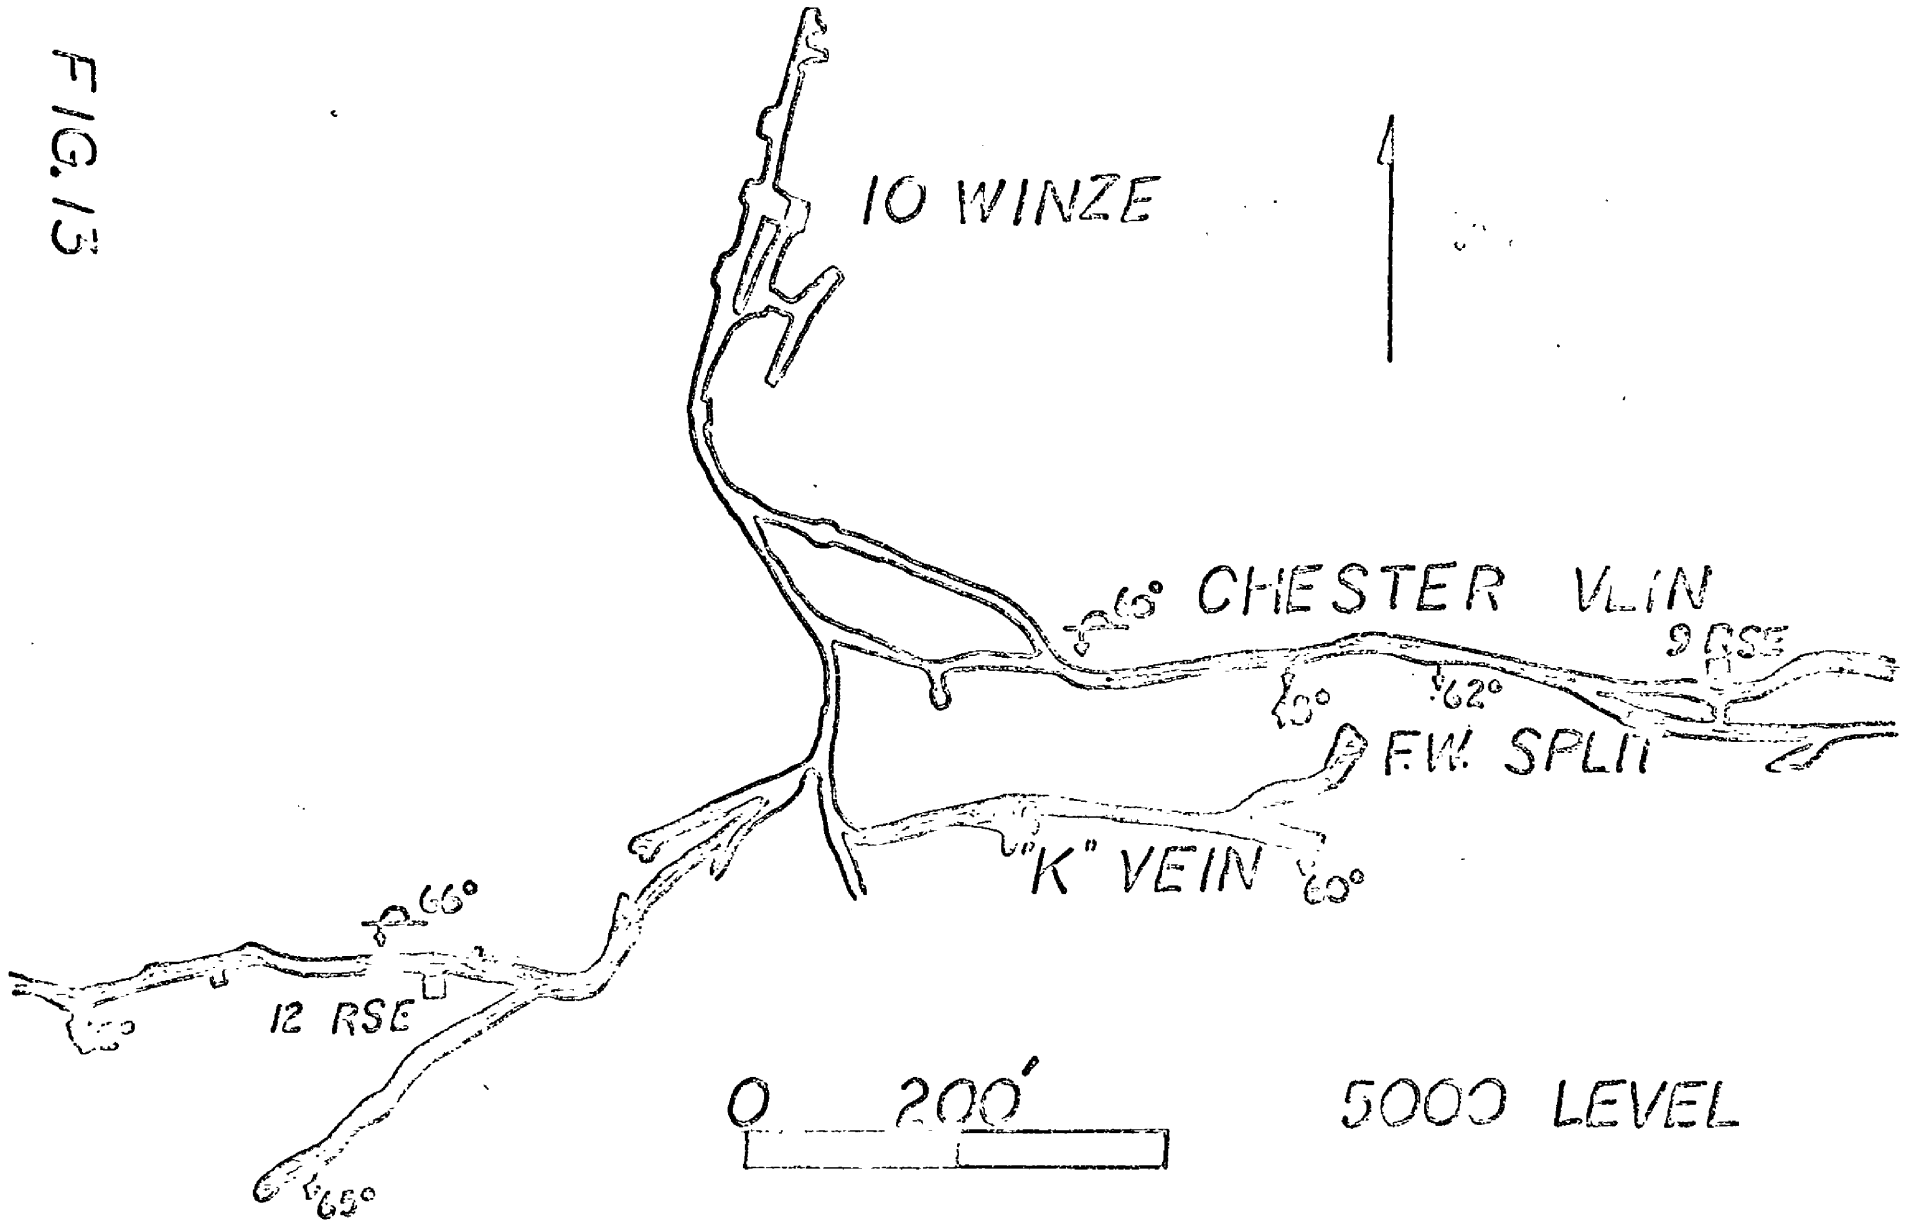 FIG. 13
10 WINZE
CHESTER VEIN
9 RSE
62°
F.W. SPLIT
"K" VEIN
60°
66°
12 RSE
65°
0 200'
5000 LEVEL